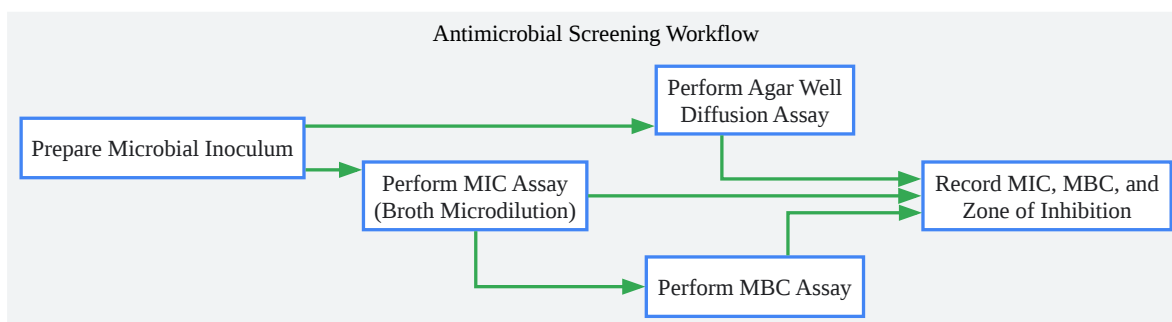 Antimicrobial Screening Workflow
Prepare Microbial Inoculum
Perform Agar Well
Diffusion Assay
Perform MIC Assay
(Broth Microdilution)
Perform MBC Assay
Record MIC, MBC, and
Zone of Inhibition